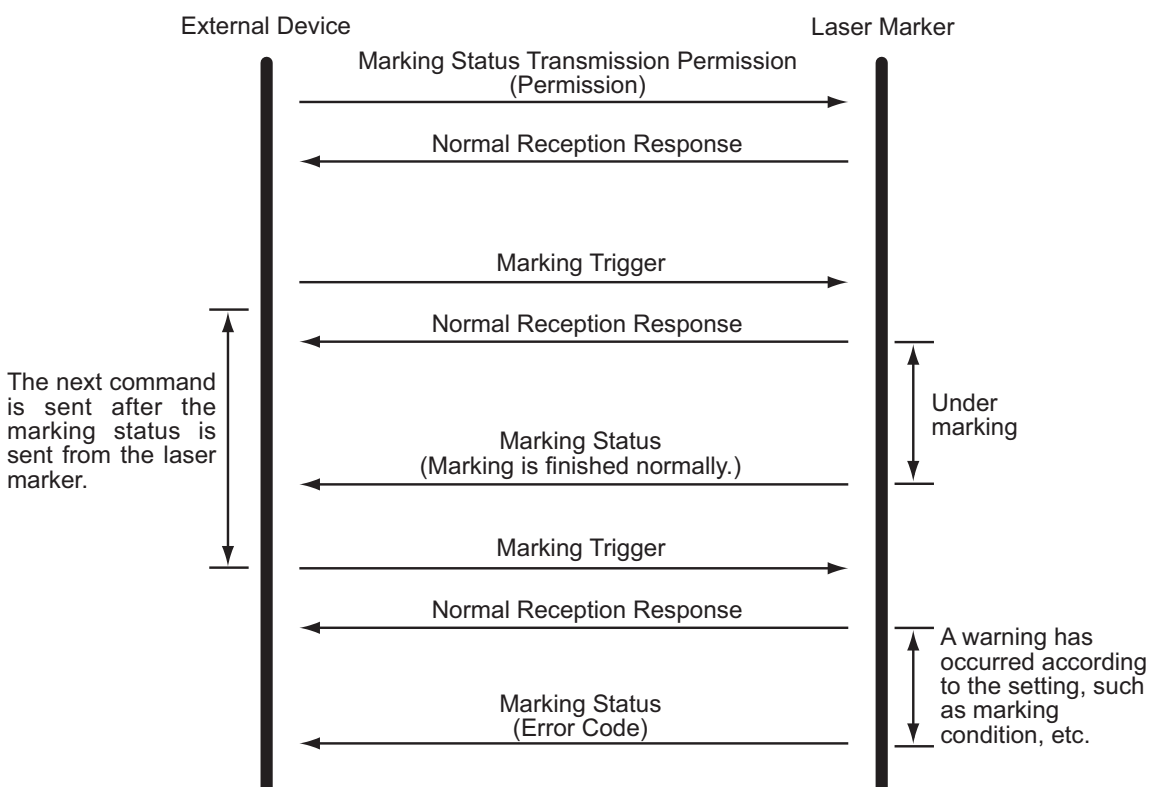 External Device
Laser Marker
Marking Status Transmission Permission
(Permission)
Normal Reception Response
Marking Trigger
Normal Reception Response
The next command
is sent after the
marking status is
sent from the laser
marker.
Under
marking
Marking Status
(Marking is finished normally.)
Marking Trigger
Normal Reception Response
A warning has
occurred according
to the setting, such
as marking
condition, etc.
Marking Status
(Error Code)